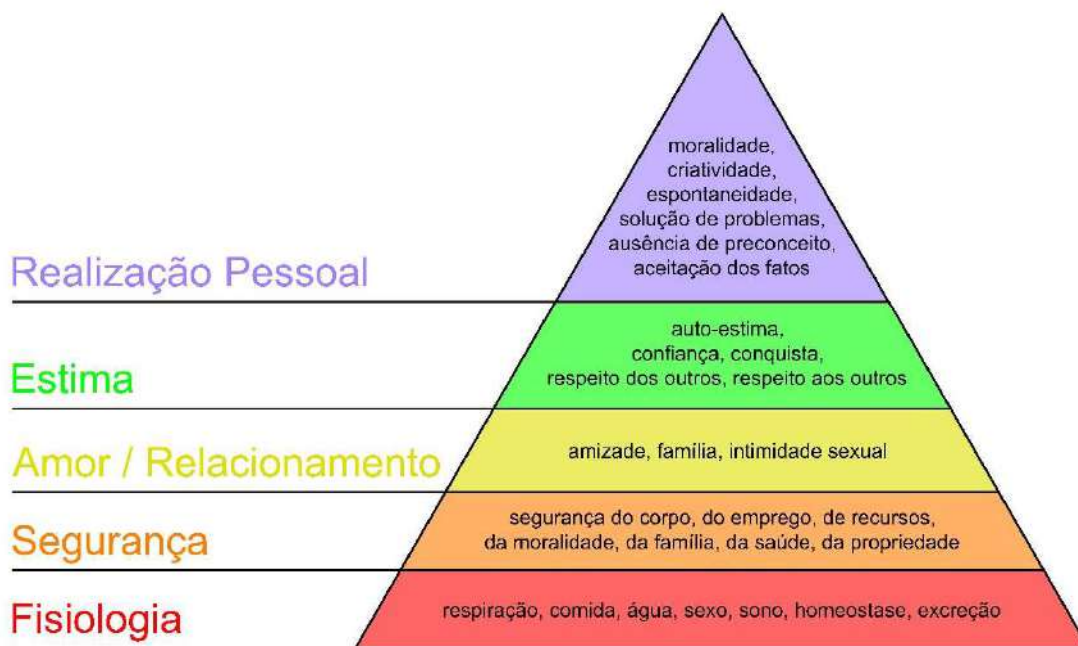 moralidade,
criatividade,
espontaneidade,
solução de problemas,
ausência de preconceito,
aceitação dos fatos
Realização Pessoal
auto-estima,
confiança, conquista,
respeito dos outros, respeito aos outros
Estima
amizade, família, intimidade sexual
Amor / Relacionamento
segurança do corpo, do emprego, de recursos,
da moralidade, da família, da saúde, da propriedade
Segurança
respiração, comida, água, sexo, sono, homeostase, excreção
Fisiologia